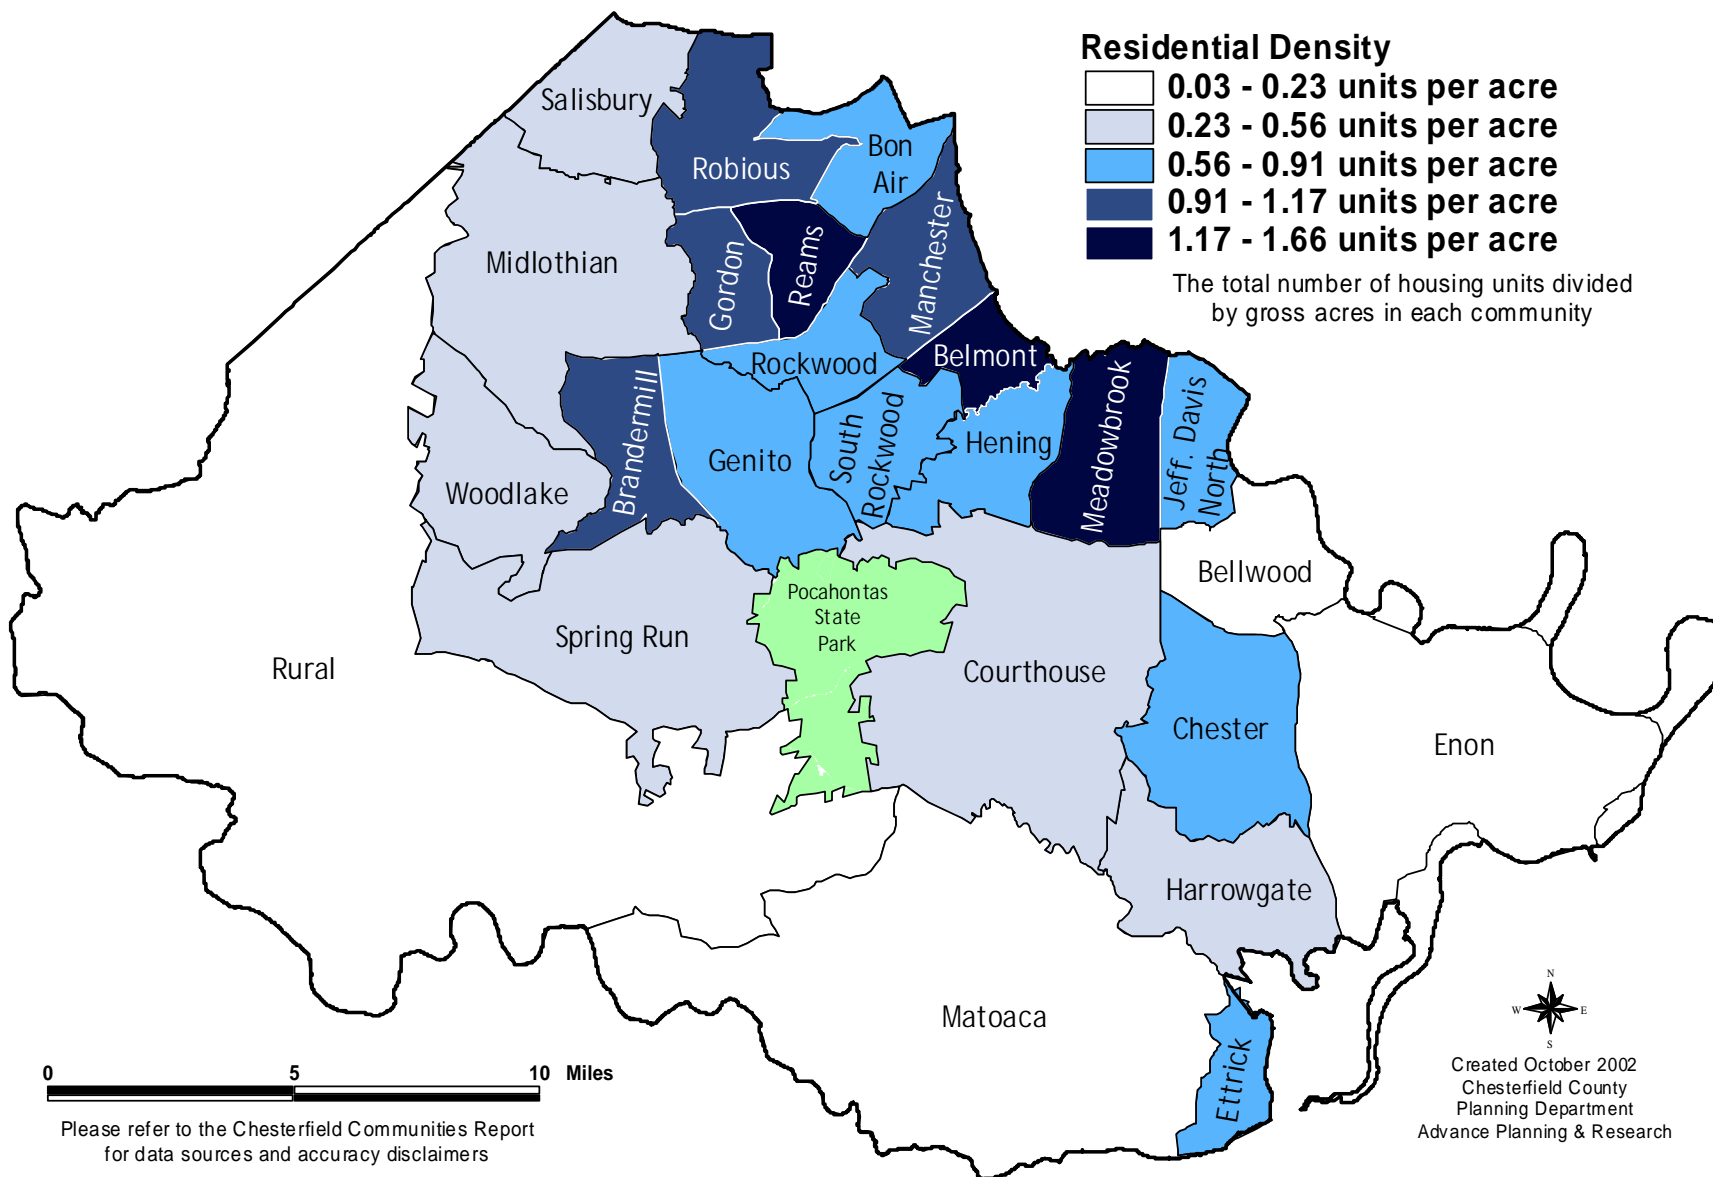 Residential Density
0.03 - 0.23 units per acre
0.23 - 0.56 units per acre
0.56 - 0.91 units per acre
0.91 - 1.17 units per acre
1.17 - 1.66 units per acre
The total number of housing units divided
by gross acres in each community
Salisbury
Robious
Bon
Air
Midlothian
Gordon
Reams
Manchester
Rockwood
Belmont
Brandermill
Genito
South
Rockwood
Hening
Meadowbrook
Jeff. Davis
North
Woodlake
Bellwood
Pocahontas
State
Park
Spring Run
Rural
Courthouse
Chester
Enon
Harrowgate
Matoaca
Ettrick
N
W
E
S
Created October 2002
Chesterfield County
Planning Department
Advance Planning & Research
0
5
10 Miles
Please refer to the Chesterfield Communities Report
for data sources and accuracy disclaimers